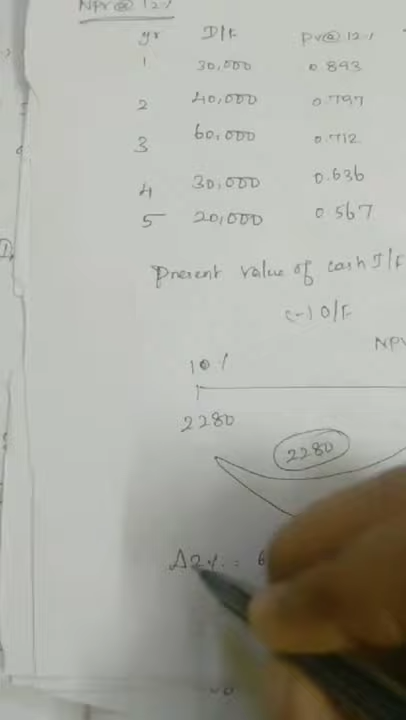 NPV @ 12%
yr D/F PV@12%
1 30,000 0.893
2 40,000 0.797
3 60,000 0.712
4 30,000 0.636
5 20,000 0.567
Present value of cash I/F
(-) O/F
NPV
10%
2280
2280
Δ2% = 6